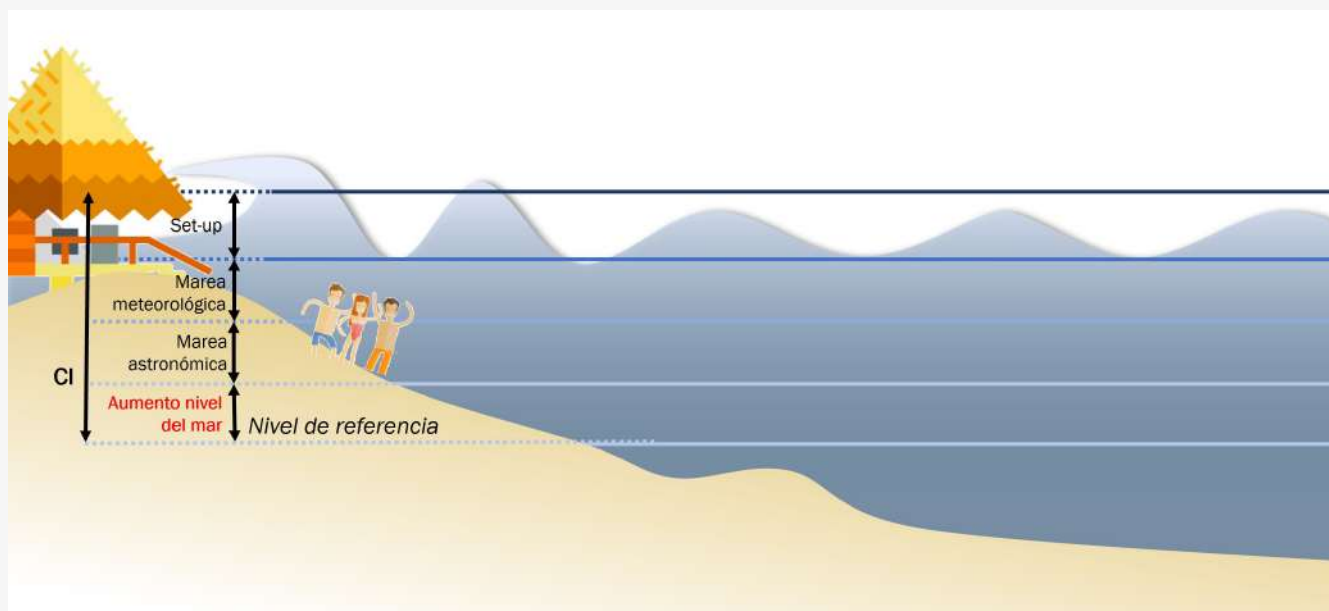 Set-up
Marea
meteorológica
Marea
astronómica
CI
Aumento nivel
del mar
Nivel de referencia